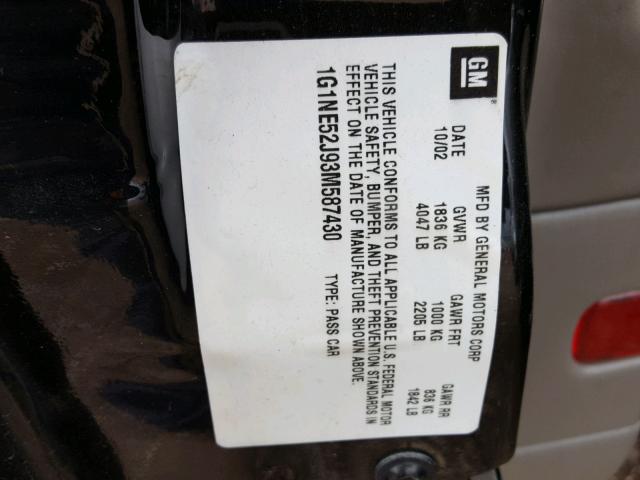 GM
MFD BY GENERAL MOTORS CORP
DATE GVWR GAWR FRT GAWR RR
10/02 1836 KG 1000 KG 836 KG
4047 LB 2205 LB 1842 LB
THIS VEHICLE CONFORMS TO ALL APPLICABLE U.S. FEDERAL MOTOR
VEHICLE SAFETY, BUMPER, AND THEFT PREVENTION STANDARDS IN
EFFECT ON THE DATE OF MANUFACTURE SHOWN ABOVE.
1G1NE52J93M587430 TYPE: PASS CAR